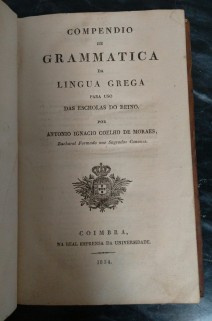 COMPENDIO
DE
GRAMMATICA
DA
LINGUA GREGA
PARA USO
DAS ESCHOLAS DO REINO,
POR
ANTONIO IGNACIO COELHO DE MORAES,
Bacharel Formado nos Sagrados Canones.
COIMBRA,
NA REAL IMPRENSA DA UNIVERSIDADE.